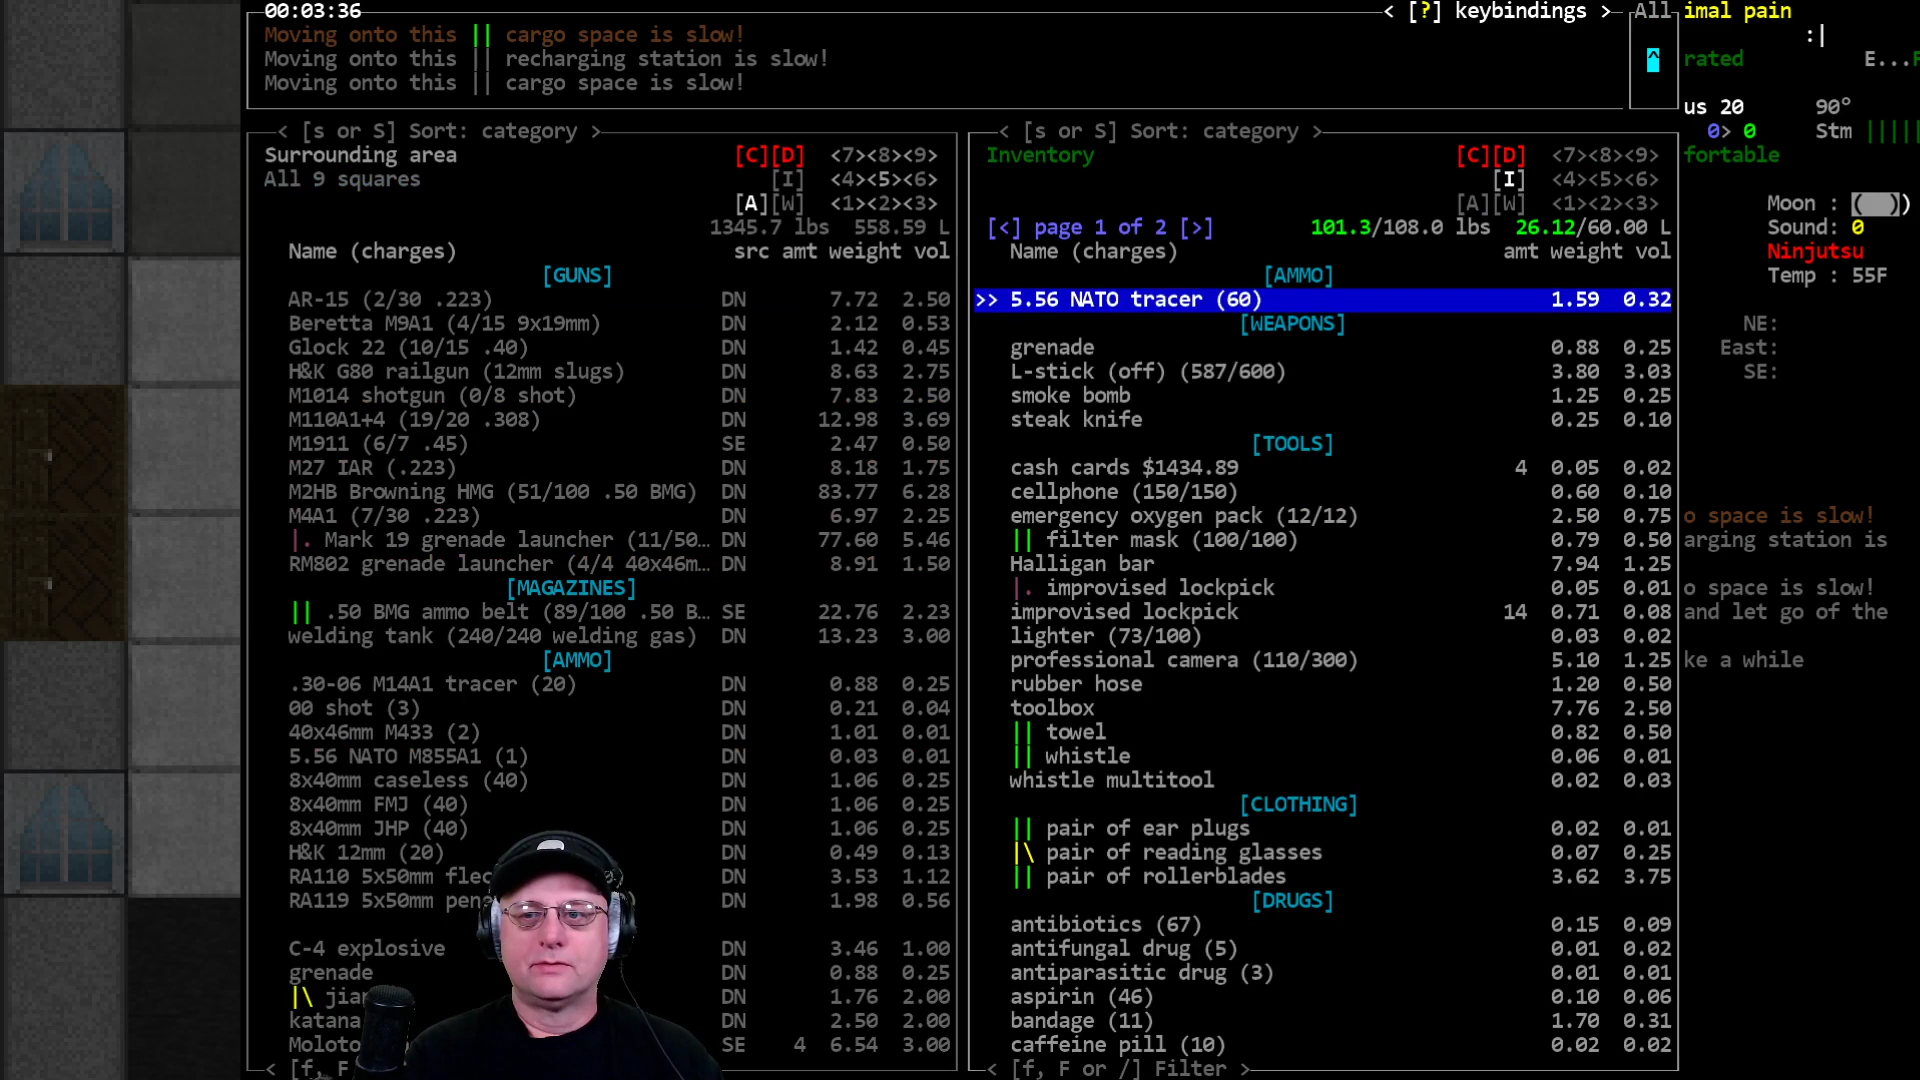 00:03:36
< [?] keybindings >
All
imal pain
Moving onto this || cargo space is slow!
Moving onto this || recharging station is slow!
Moving onto this || cargo space is slow!
^
:|
rated E...F
us 20 90°
0> 0 Stm |||||
fortable
Moon : (   ))
Sound: 0
Ninjutsu
Temp : 55F
NE:
East:
SE:
o space is slow!
arging station is
o space is slow!
and let go of the
ke a while
< [s or S] Sort: category >
Surrounding area [C][D] <7><8><9>
All 9 squares [I] <4><5><6>
[A][W] <1><2><3>
1345.7 lbs 558.59 L
Name (charges) src amt weight vol
[GUNS]
AR-15 (2/30 .223) DN 7.72 2.50
Beretta M9A1 (4/15 9x19mm) DN 2.12 0.53
Glock 22 (10/15 .40) DN 1.42 0.45
H&K G80 railgun (12mm slugs) DN 8.63 2.75
M1014 shotgun (0/8 shot) DN 7.83 2.50
M110A1+4 (19/20 .308) DN 12.98 3.69
M1911 (6/7 .45) SE 2.47 0.50
M27 IAR (.223) DN 8.18 1.75
M2HB Browning HMG (51/100 .50 BMG) DN 83.77 6.28
M4A1 (7/30 .223) DN 6.97 2.25
|. Mark 19 grenade launcher (11/50… DN 77.60 5.46
RM802 grenade launcher (4/4 40x46m… DN 8.91 1.50
[MAGAZINES]
|| .50 BMG ammo belt (89/100 .50 B… SE 22.76 2.23
welding tank (240/240 welding gas) DN 13.23 3.00
[AMMO]
.30-06 M14A1 tracer (20) DN 0.88 0.25
00 shot (3) DN 0.21 0.04
40x46mm M433 (2) DN 1.01 0.01
5.56 NATO M855A1 (1) DN 0.03 0.01
8x40mm caseless (40) DN 1.06 0.25
8x40mm FMJ (40) DN 1.06 0.25
8x40mm JHP (40) DN 1.06 0.25
H&K 12mm (20) DN 0.49 0.13
RA110 5x50mm flec DN 3.53 1.12
RA119 5x50mm pen DN 1.98 0.56
C-4 explosive DN 3.46 1.00
grenade DN 0.88 0.25
|\ jian DN 1.76 2.00
katana DN 2.50 2.00
Moloto SE 4 6.54 3.00
< [f, F
< [s or S] Sort: category >
Inventory [C][D] <7><8><9>
[I] <4><5><6>
[A][W] <1><2><3>
[<] page 1 of 2 [>] 101.3/108.0 lbs 26.12/60.00 L
Name (charges) amt weight vol
[AMMO]
>> 5.56 NATO tracer (60) 1.59 0.32
[WEAPONS]
grenade 0.88 0.25
L-stick (off) (587/600) 3.80 3.03
smoke bomb 1.25 0.25
steak knife 0.25 0.10
[TOOLS]
cash cards $1434.89 4 0.05 0.02
cellphone (150/150) 0.60 0.10
emergency oxygen pack (12/12) 2.50 0.75
|| filter mask (100/100) 0.79 0.50
Halligan bar 7.94 1.25
|. improvised lockpick 0.05 0.01
improvised lockpick 14 0.71 0.08
lighter (73/100) 0.03 0.02
professional camera (110/300) 5.10 1.25
rubber hose 1.20 0.50
toolbox 7.76 2.50
|| towel 0.82 0.50
|| whistle 0.06 0.01
whistle multitool 0.02 0.03
[CLOTHING]
|| pair of ear plugs 0.02 0.01
|\ pair of reading glasses 0.07 0.25
|| pair of rollerblades 3.62 3.75
[DRUGS]
antibiotics (67) 0.15 0.09
antifungal drug (5) 0.01 0.02
antiparasitic drug (3) 0.01 0.01
aspirin (46) 0.10 0.06
bandage (11) 1.70 0.31
caffeine pill (10) 0.02 0.02
< [f, F or /] Filter >